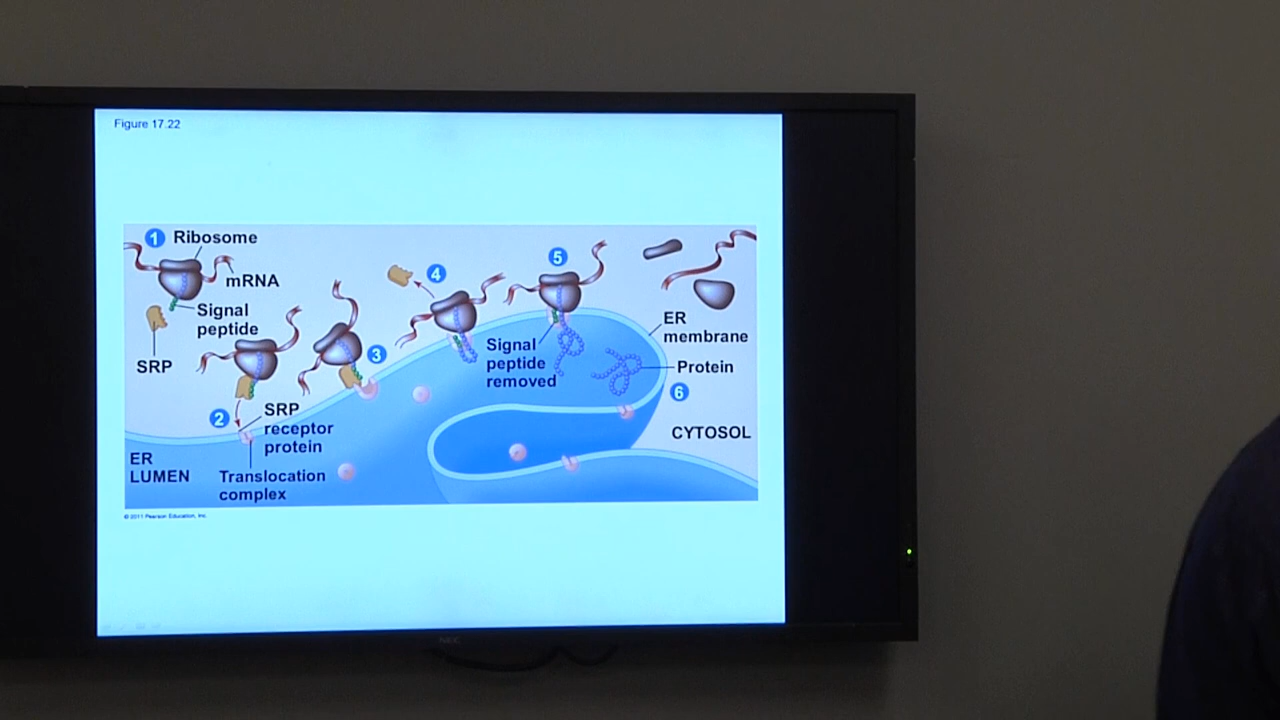 Figure 17.22
1
Ribosome
mRNA
Signal
peptide
SRP
2
SRP
receptor
protein
ER
LUMEN
Translocation
complex
3
4
5
Signal
peptide
removed
ER
membrane
Protein
6
CYTOSOL
© 2011 Pearson Education, Inc.
NEC